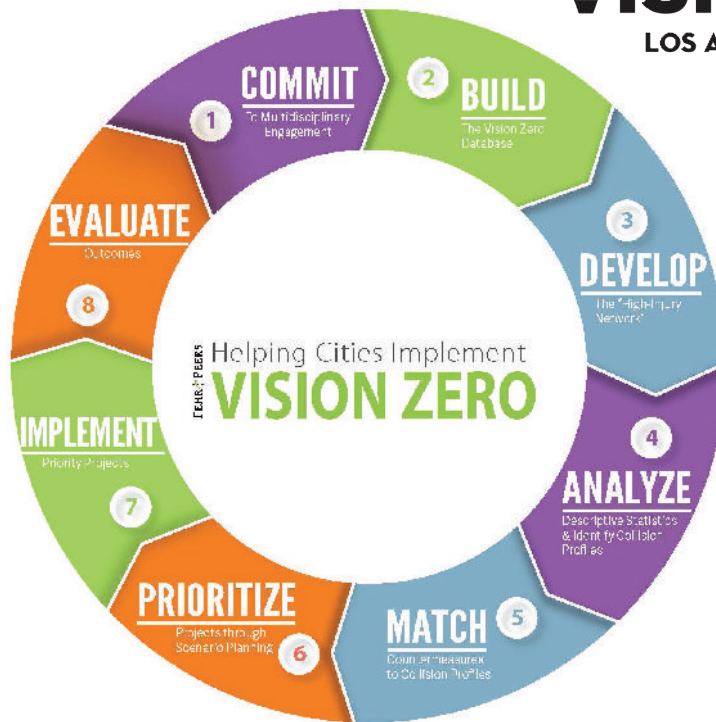 LOS A
1
COMMIT
To Multidisciplinary
Engagement
2
BUILD
The Vision Zero
Database
3
DEVELOP
The "High-Injury
Network"
4
ANALYZE
Descriptive Statistics
& Identify Collision
Profiles
5
MATCH
Countermeasures
to Collision Profiles
6
PRIORITIZE
Projects through
Scenario Planning
7
IMPLEMENT
Priority Projects
8
EVALUATE
Outcomes
FEHR & PEERS
Helping Cities Implement
VISION ZERO